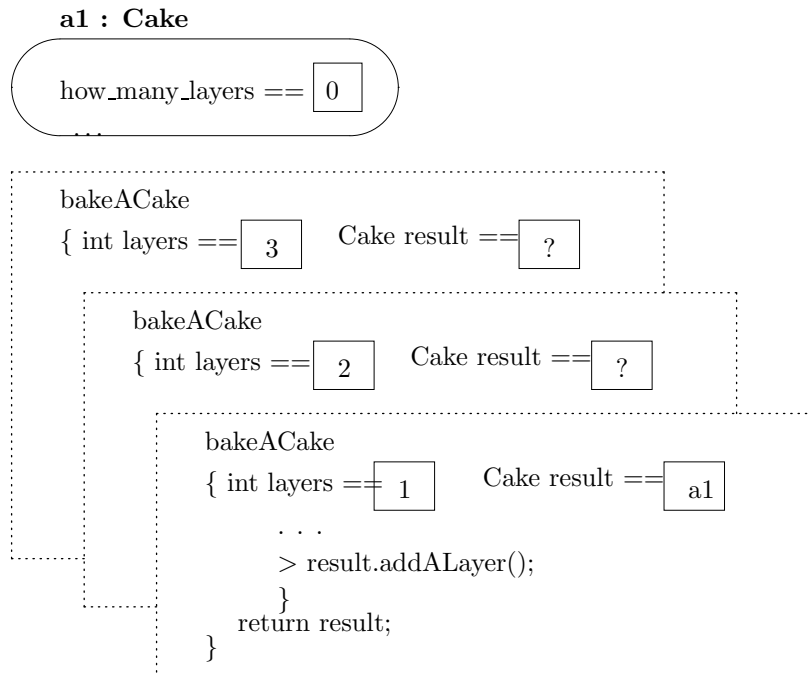 a1 : Cake
how_many_layers == 0
...
bakeACake
{ int layers == 3 Cake result == ?
bakeACake
{ int layers == 2 Cake result == ?
bakeACake
{ int layers == 1 Cake result == a1
. . .
> result.addALayer();
}
return result;
}